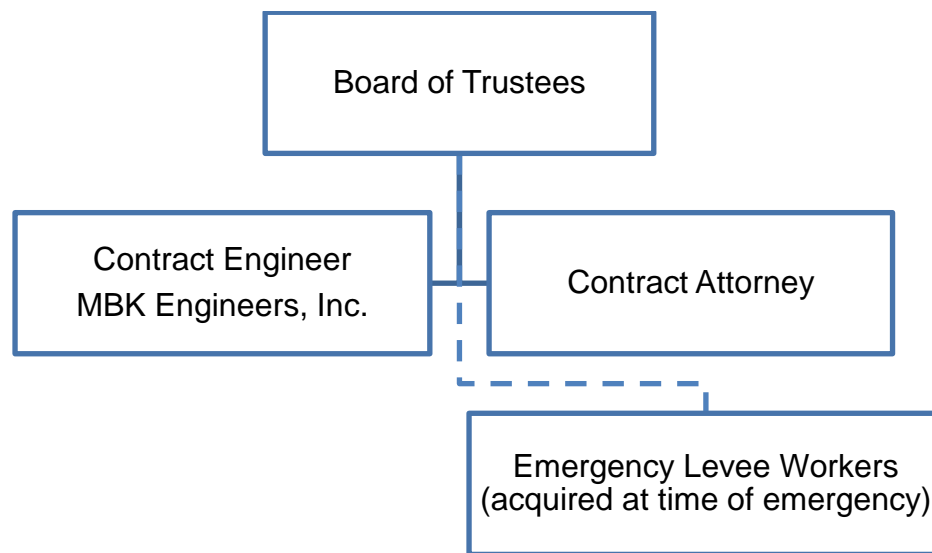 Board of Trustees
Contract Engineer
MBK Engineers, Inc.
Contract Attorney
Emergency Levee Workers
(acquired at time of emergency)